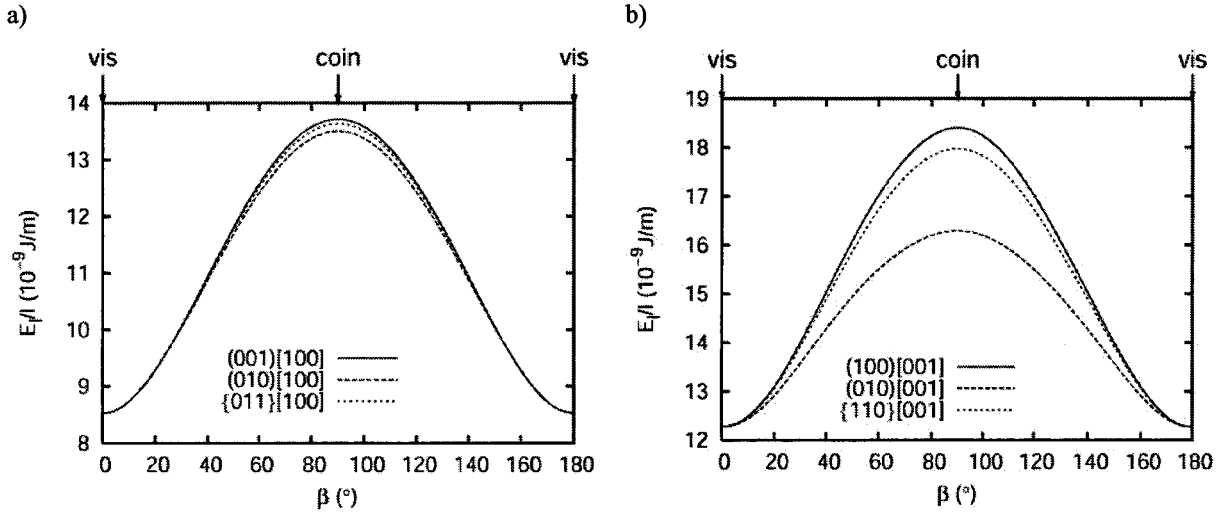 a)
vis coin vis
14
13
12
11
10
9
8
E_l/l (10^-9 J/m)
(001)[100]
(010)[100]
{011}[100]
0 20 40 60 80 100 120 140 160 180
β (°)
b)
vis coin vis
19
18
17
16
15
14
13
12
E_l/l (10^-9 J/m)
(100)[001]
(010)[001]
{110}[001]
0 20 40 60 80 100 120 140 160 180
β (°)